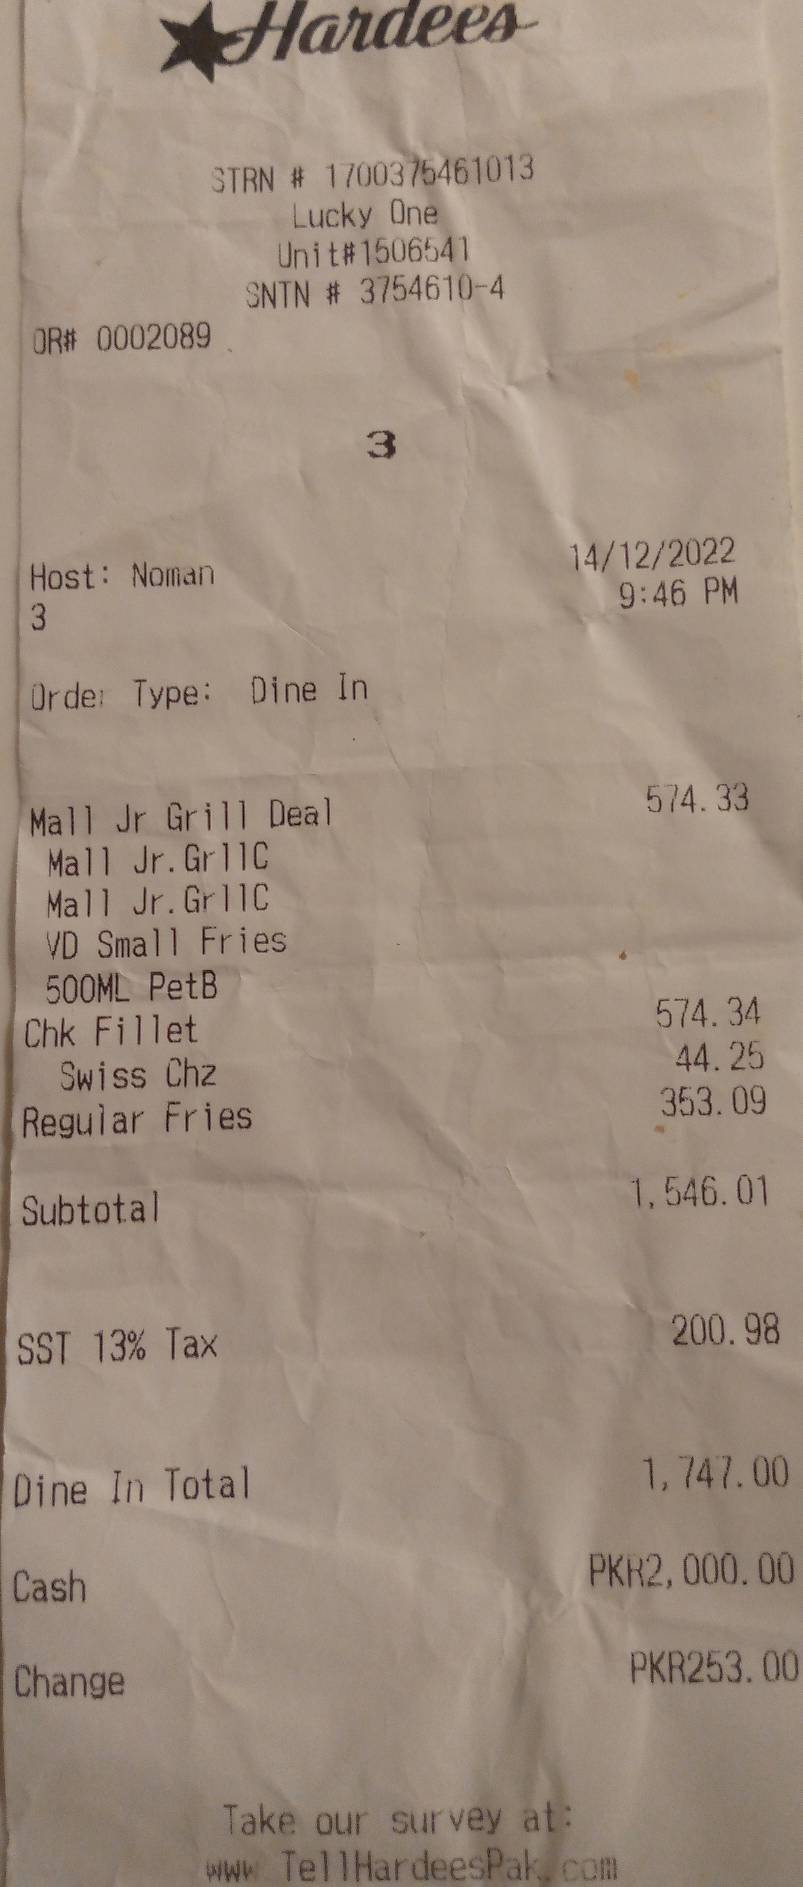 Hardees
STRN # 1700375461013
Lucky One
Unit#1506541
SNTN # 3754610-4
OR# 0002089
3
Host: Noman 14/12/2022
3 9:46 PM
Order Type: Dine In
Mall Jr Grill Deal 574.33
Mall Jr.GrllC
Mall Jr.GrllC
VD Small Fries
500ML PetB
Chk Fillet 574.34
Swiss Chz 44.25
Regular Fries 353.09
Subtotal 1,546.01
SST 13% Tax 200.98
Dine In Total 1,747.00
Cash PKR2,000.00
Change PKR253.00
Take our survey at:
www.TellHardeesPak.com